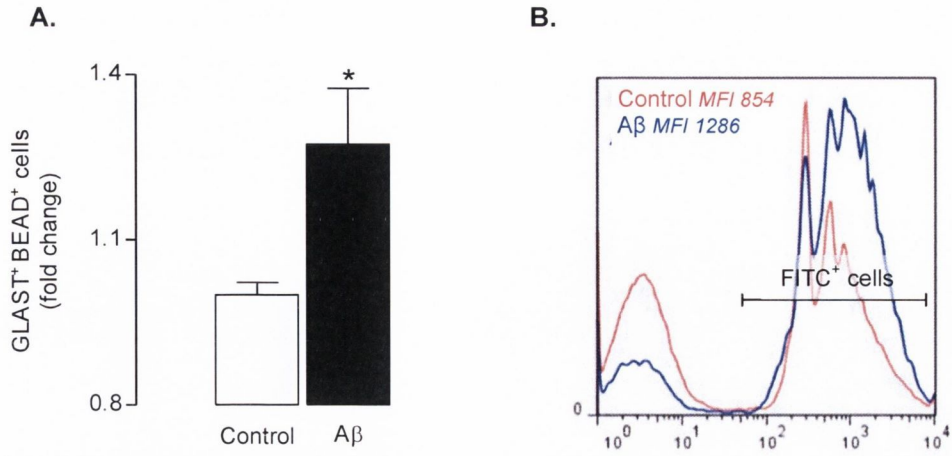 A.
GLAST⁺ BEAD⁺ cells
(fold change)
1.4
1.1
0.8
*
Control
Aβ
B.
Control MFI 854
Aβ MFI 1286
FITC⁺ cells
0
10⁰
10¹
10²
10³
10⁴